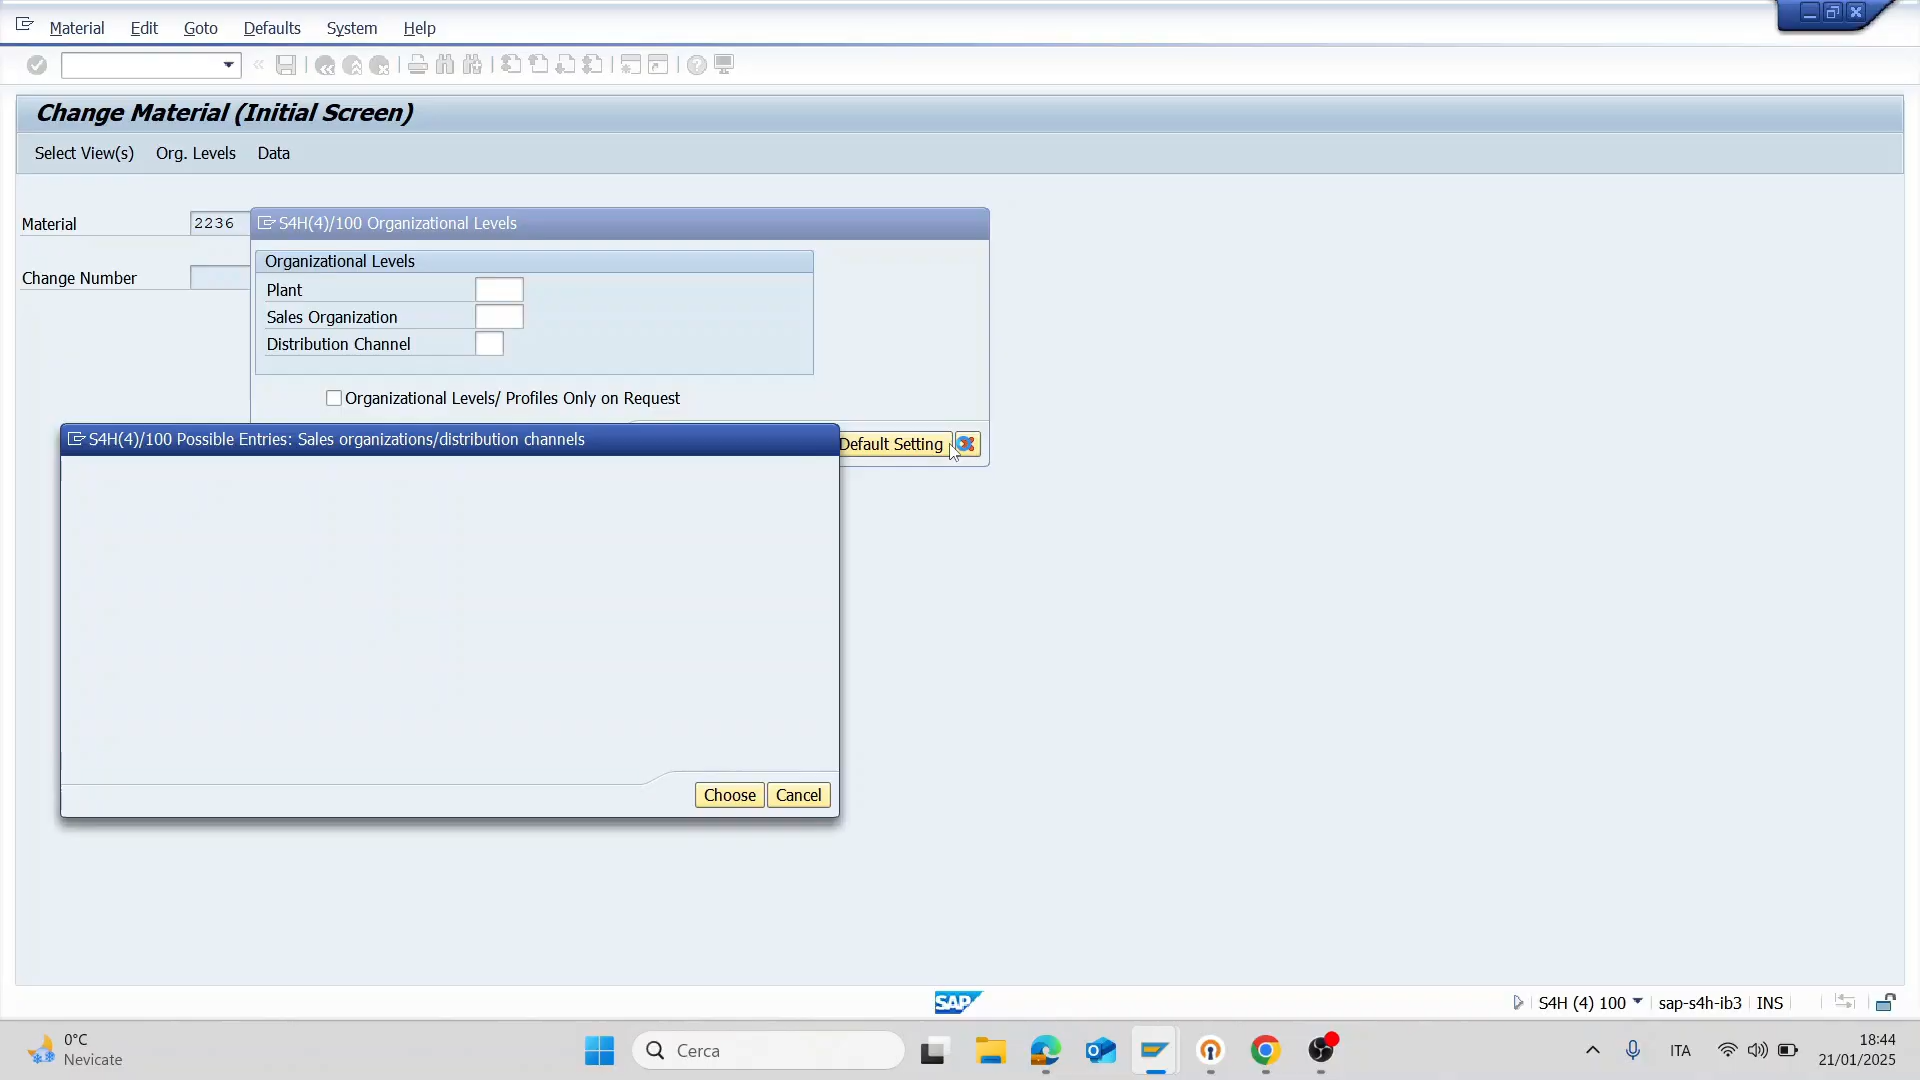 Material Edit Goto Defaults System Help
Change Material (Initial Screen)
Select View(s) Org. Levels Data
Material 2236
S4H(4)/100 Organizational Levels
Organizational Levels
Plant
Sales Organization
Distribution Channel
Change Number
Organizational Levels/ Profiles Only on Request
S4H(4)/100 Possible Entries: Sales organizations/distribution channels
Default Setting
Choose Cancel
SAP
S4H (4) 100 sap-s4h-ib3 INS
0°C
Nevicate
Cerca
ITA
18:44
21/01/2025